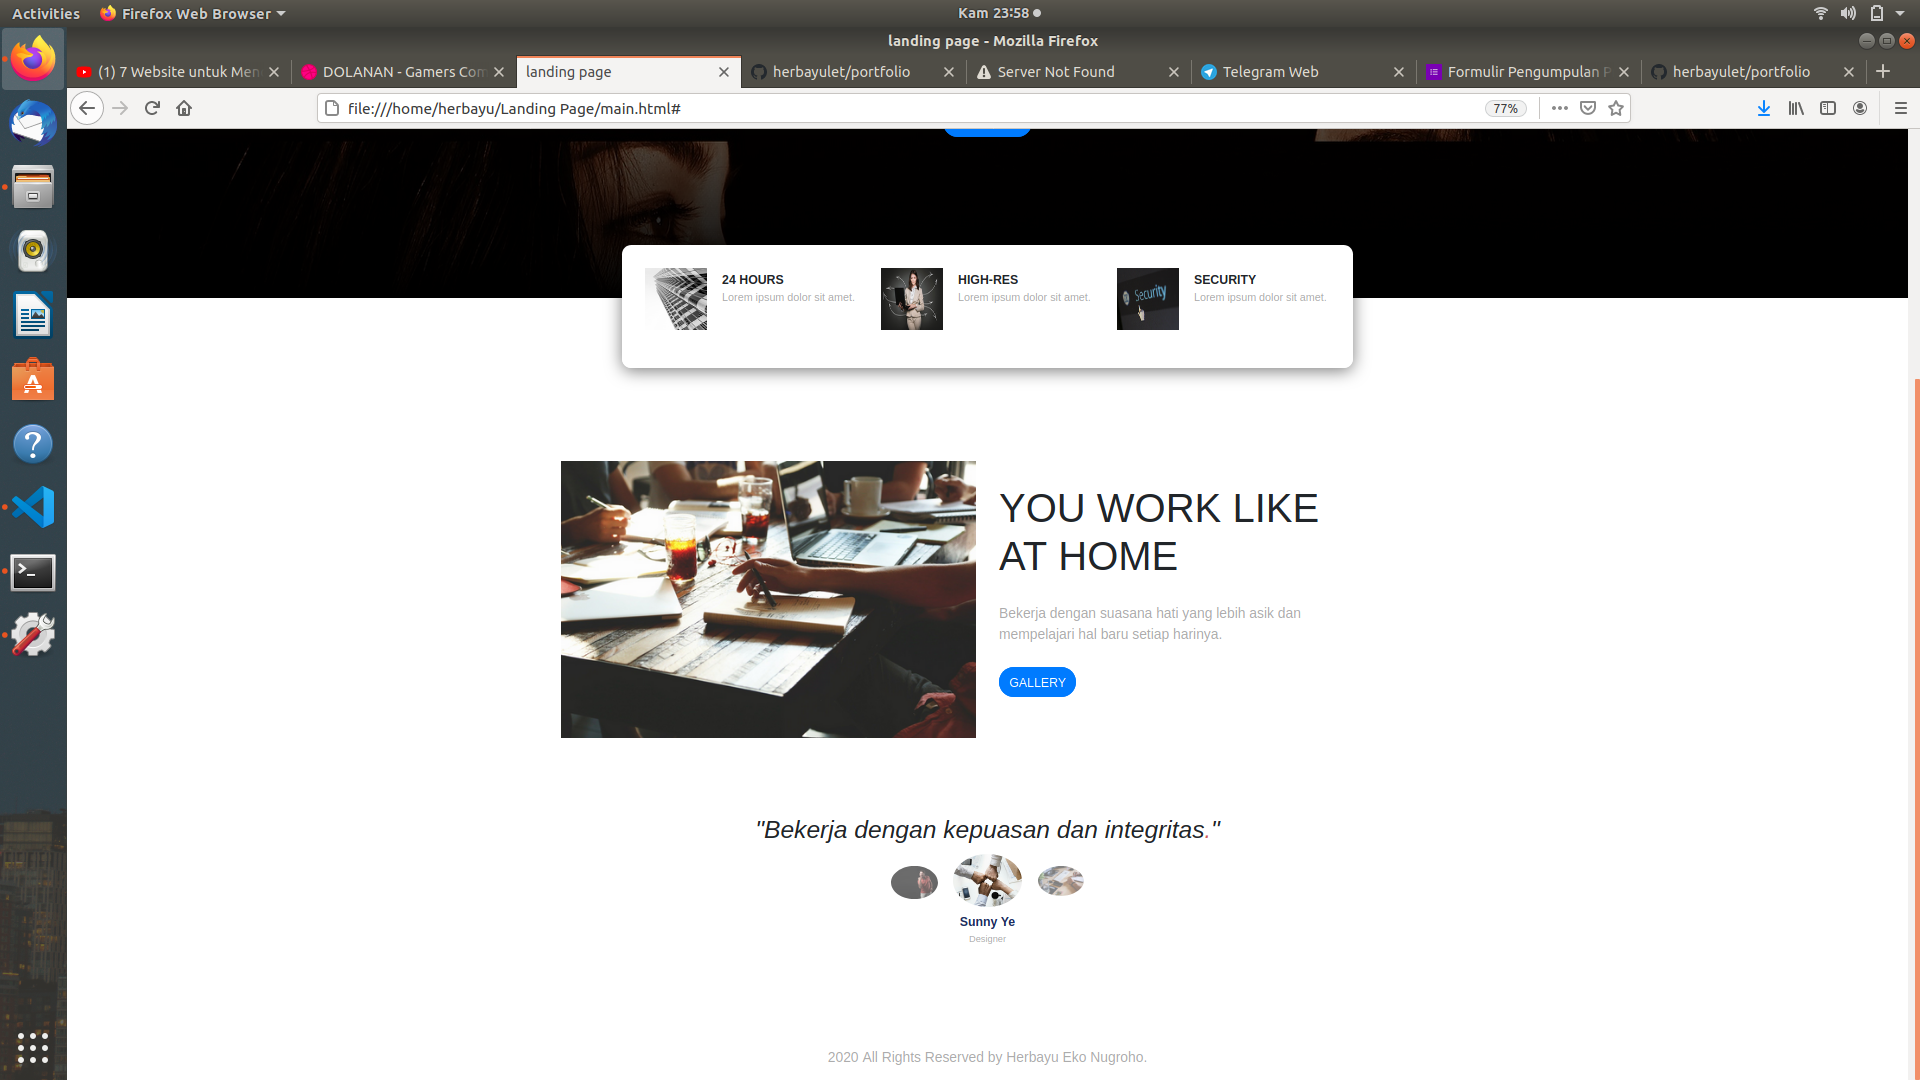 Activities
Firefox Web Browser
Kam 23:58
landing page - Mozilla Firefox
(1) 7 Website untuk Men
DOLANAN - Gamers Com
landing page
herbayulet/portfolio
Server Not Found
Telegram Web
Formulir Pengumpulan P
herbayulet/portfolio
file:///home/herbayu/Landing Page/main.html#
77%
24 HOURS
Lorem ipsum dolor sit amet.
HIGH-RES
Lorem ipsum dolor sit amet.
Security
SECURITY
Lorem ipsum dolor sit amet.
YOU WORK LIKE
AT HOME
Bekerja dengan suasana hati yang lebih asik dan
mempelajari hal baru setiap harinya.
GALLERY
"Bekerja dengan kepuasan dan integritas."
Sunny Ye
Designer
2020 All Rights Reserved by Herbayu Eko Nugroho.